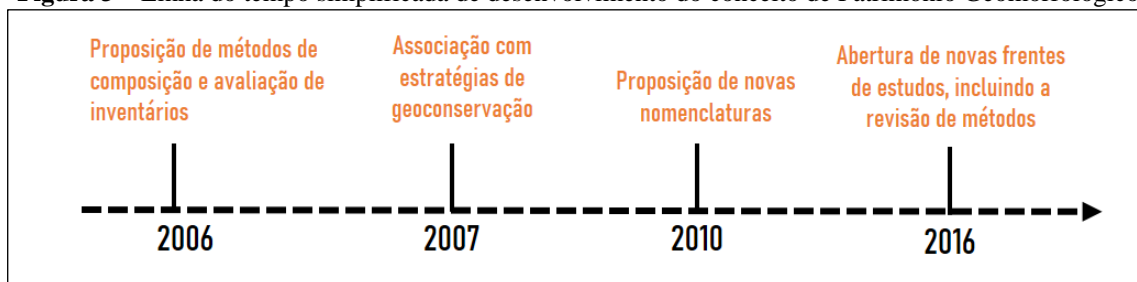 Proposição de métodos de
composição e avaliação de
inventários
Associação com
estratégias de
geoconservação
Proposição de novas
nomenclaturas
Abertura de novas frentes
de estudos, incluindo a
revisão de métodos
2006
2007
2010
2016